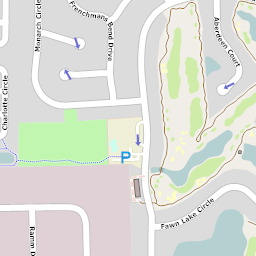 Frenchmans Bend Drive
Monarch Circle
Aberdeen Court
Charlotte Circle
P
Fawn Lake Circle